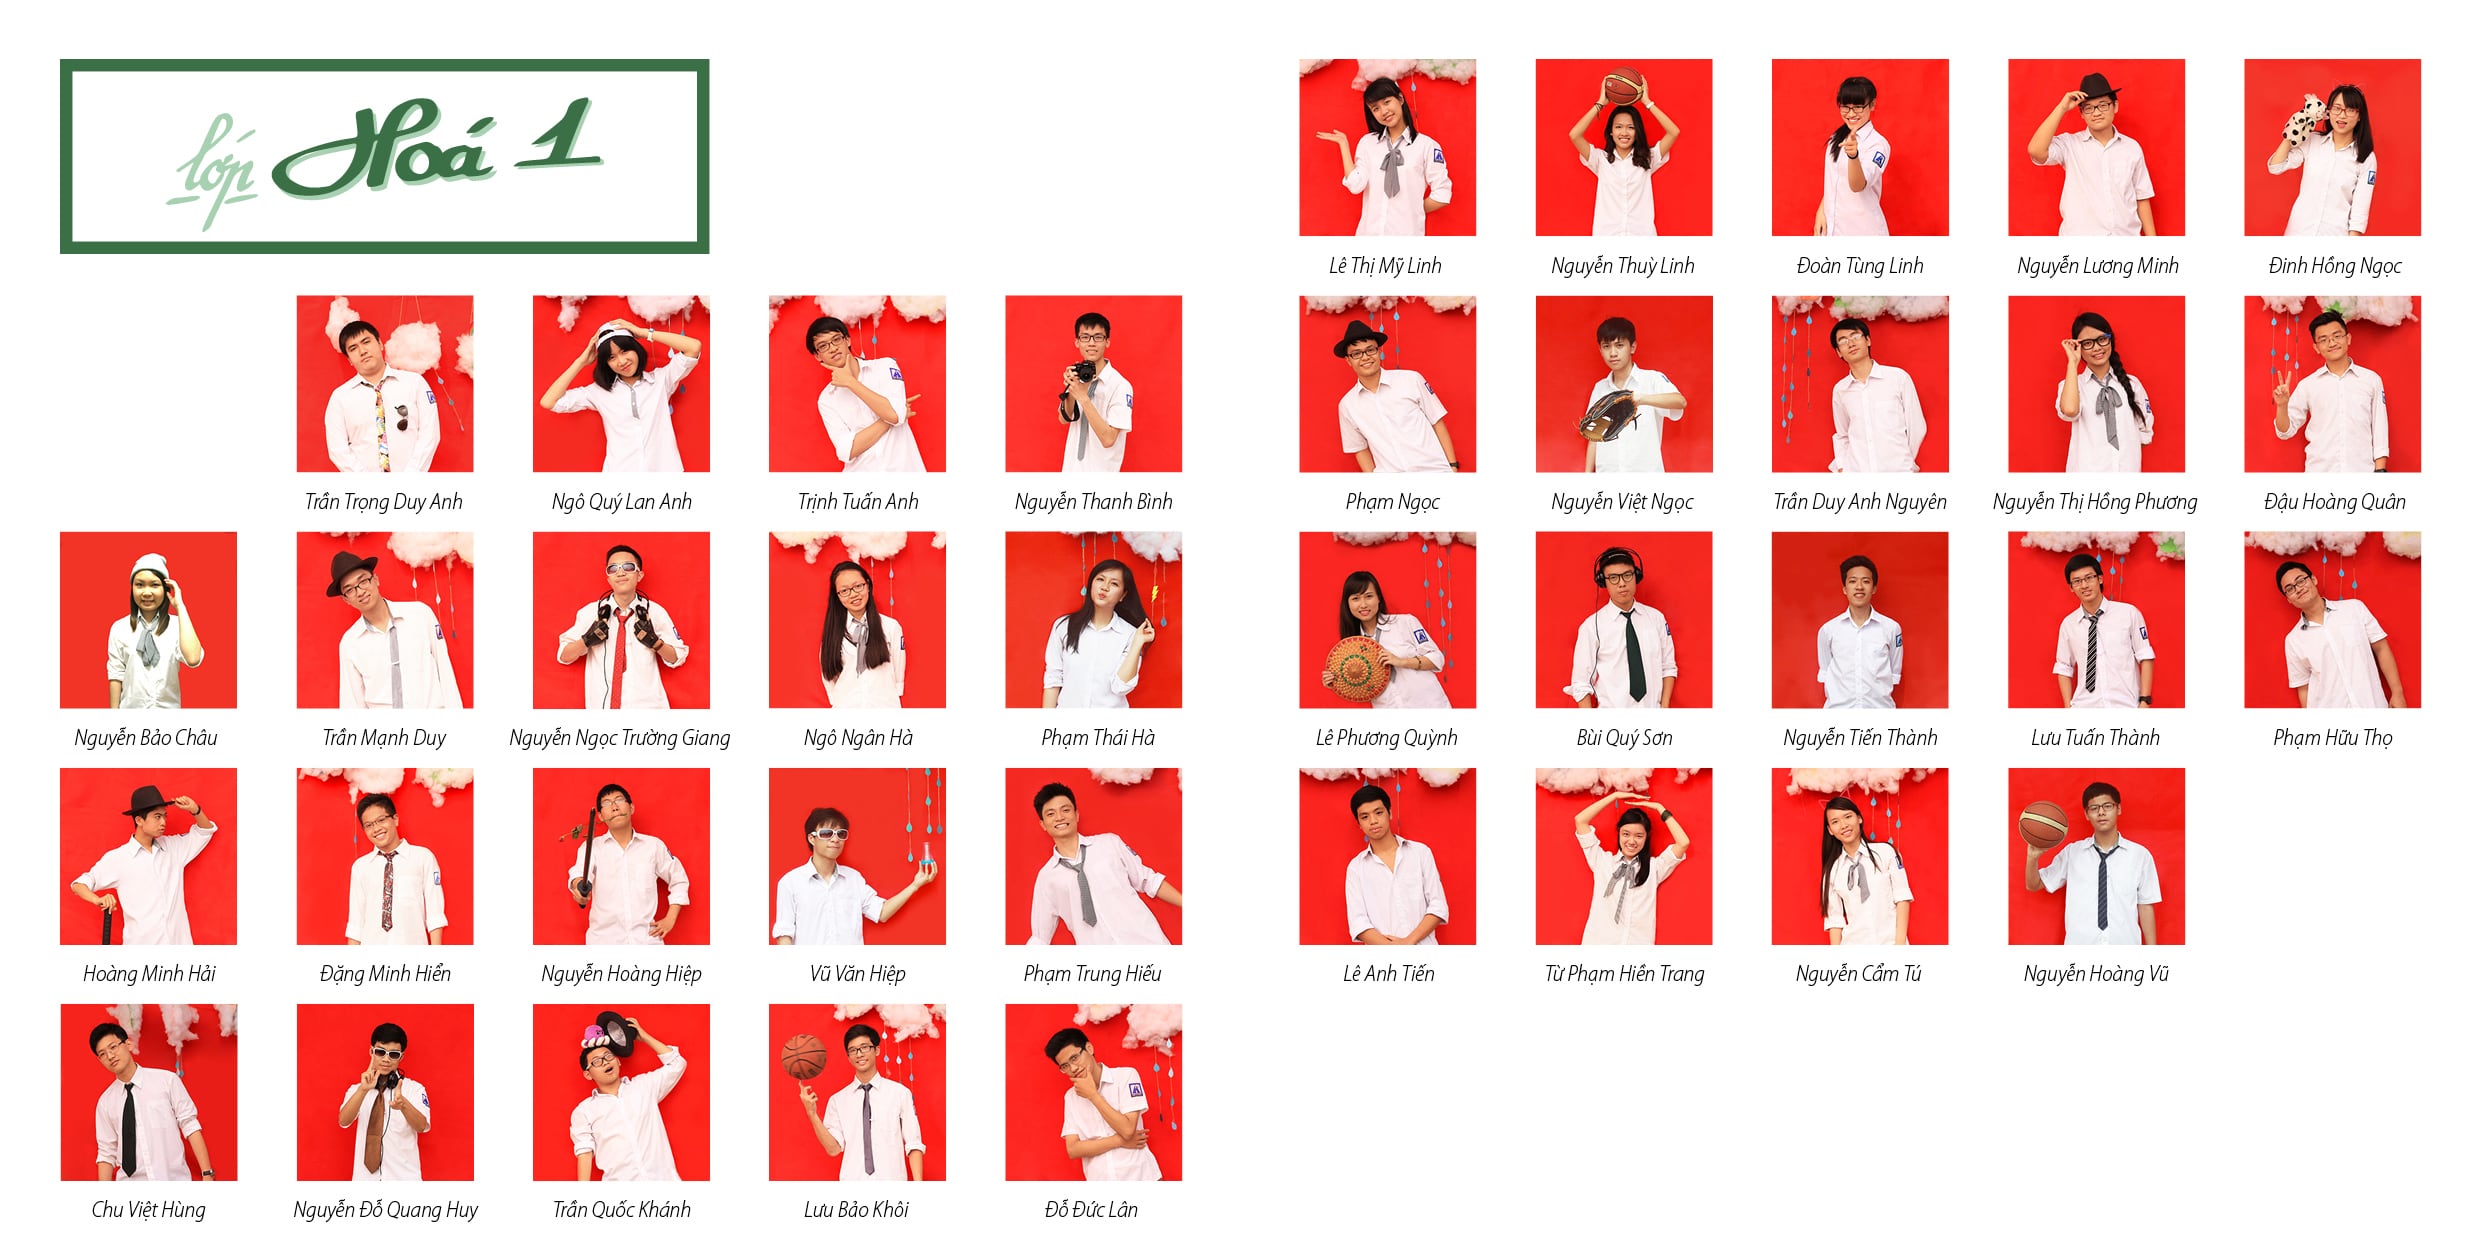 lớp Hoá 1
Trần Trọng Duy Anh
Ngô Quý Lan Anh
Trịnh Tuấn Anh
Nguyễn Thanh Bình
Nguyễn Bảo Châu
Trần Mạnh Duy
Nguyễn Ngọc Trường Giang
Ngô Ngân Hà
Phạm Thái Hà
Hoàng Minh Hải
Đặng Minh Hiển
Nguyễn Hoàng Hiệp
Vũ Văn Hiệp
Phạm Trung Hiếu
Chu Việt Hùng
Nguyễn Đỗ Quang Huy
Trần Quốc Khánh
Lưu Bảo Khôi
Đỗ Đức Lân
Lê Thị Mỹ Linh
Nguyễn Thuỳ Linh
Đoàn Tùng Linh
Nguyễn Lương Minh
Đinh Hồng Ngọc
Phạm Ngọc
Nguyễn Việt Ngọc
Trần Duy Anh Nguyên
Nguyễn Thị Hồng Phương
Đậu Hoàng Quân
Lê Phương Quỳnh
Bùi Quý Sơn
Nguyễn Tiến Thành
Lưu Tuấn Thành
Phạm Hữu Thọ
Lê Anh Tiến
Từ Phạm Hiền Trang
Nguyễn Cẩm Tú
Nguyễn Hoàng Vũ